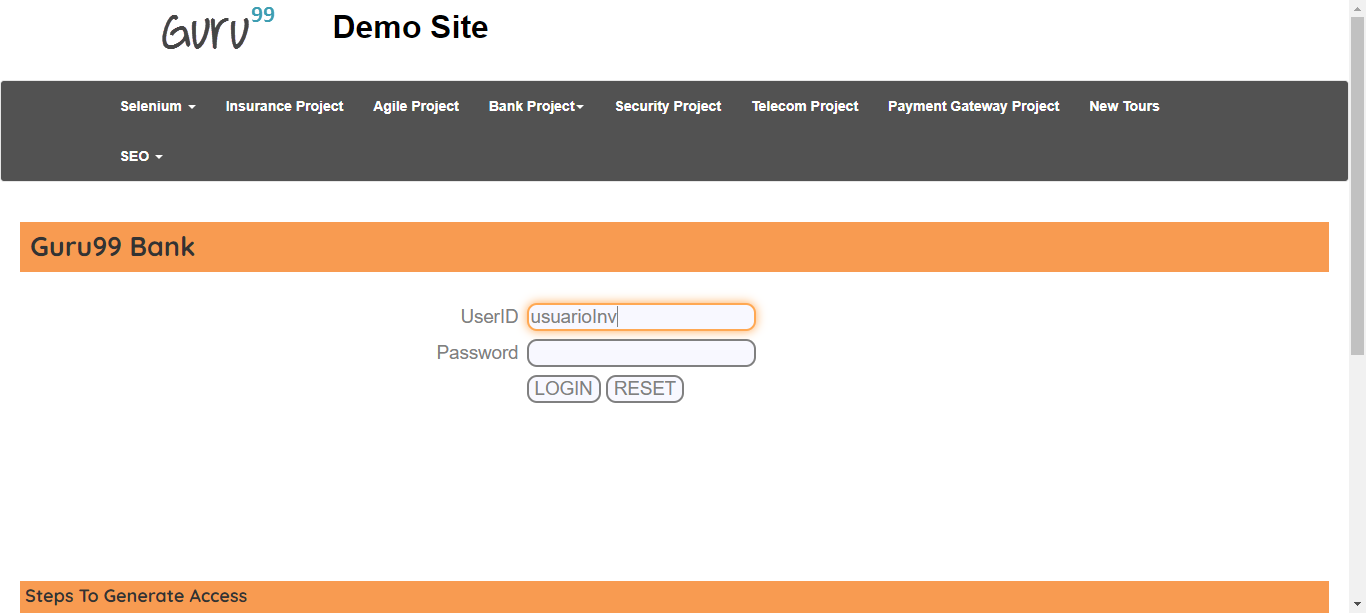 Guru99 Demo Site
Selenium Insurance Project Agile Project Bank Project Security Project Telecom Project Payment Gateway Project New Tours
SEO
Guru99 Bank
UserID usuarioInv
Password
LOGIN RESET
Steps To Generate Access